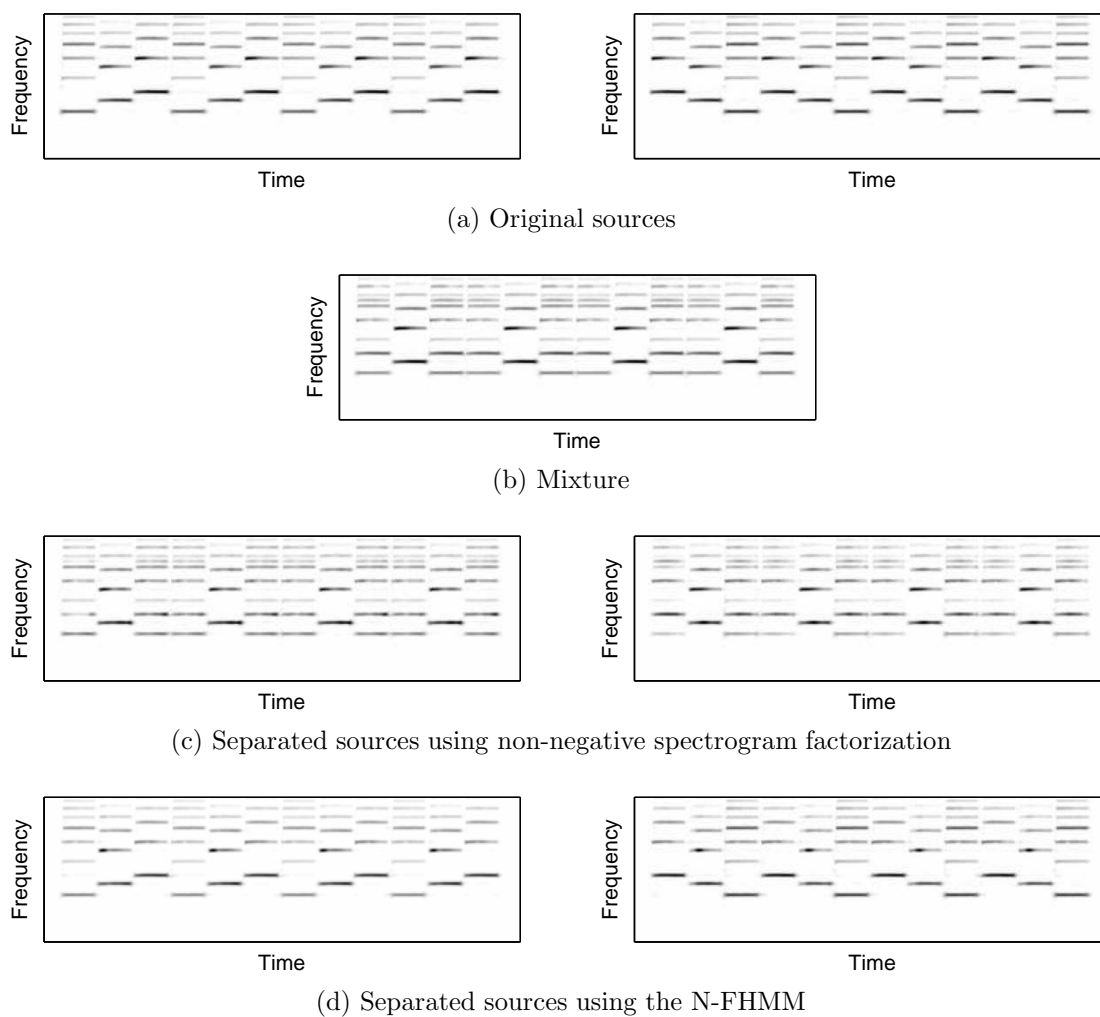 Frequency
Time
Frequency
Time
(a) Original sources
Frequency
Time
(b) Mixture
Frequency
Time
Frequency
Time
(c) Separated sources using non-negative spectrogram factorization
Frequency
Time
Frequency
Time
(d) Separated sources using the N-FHMM